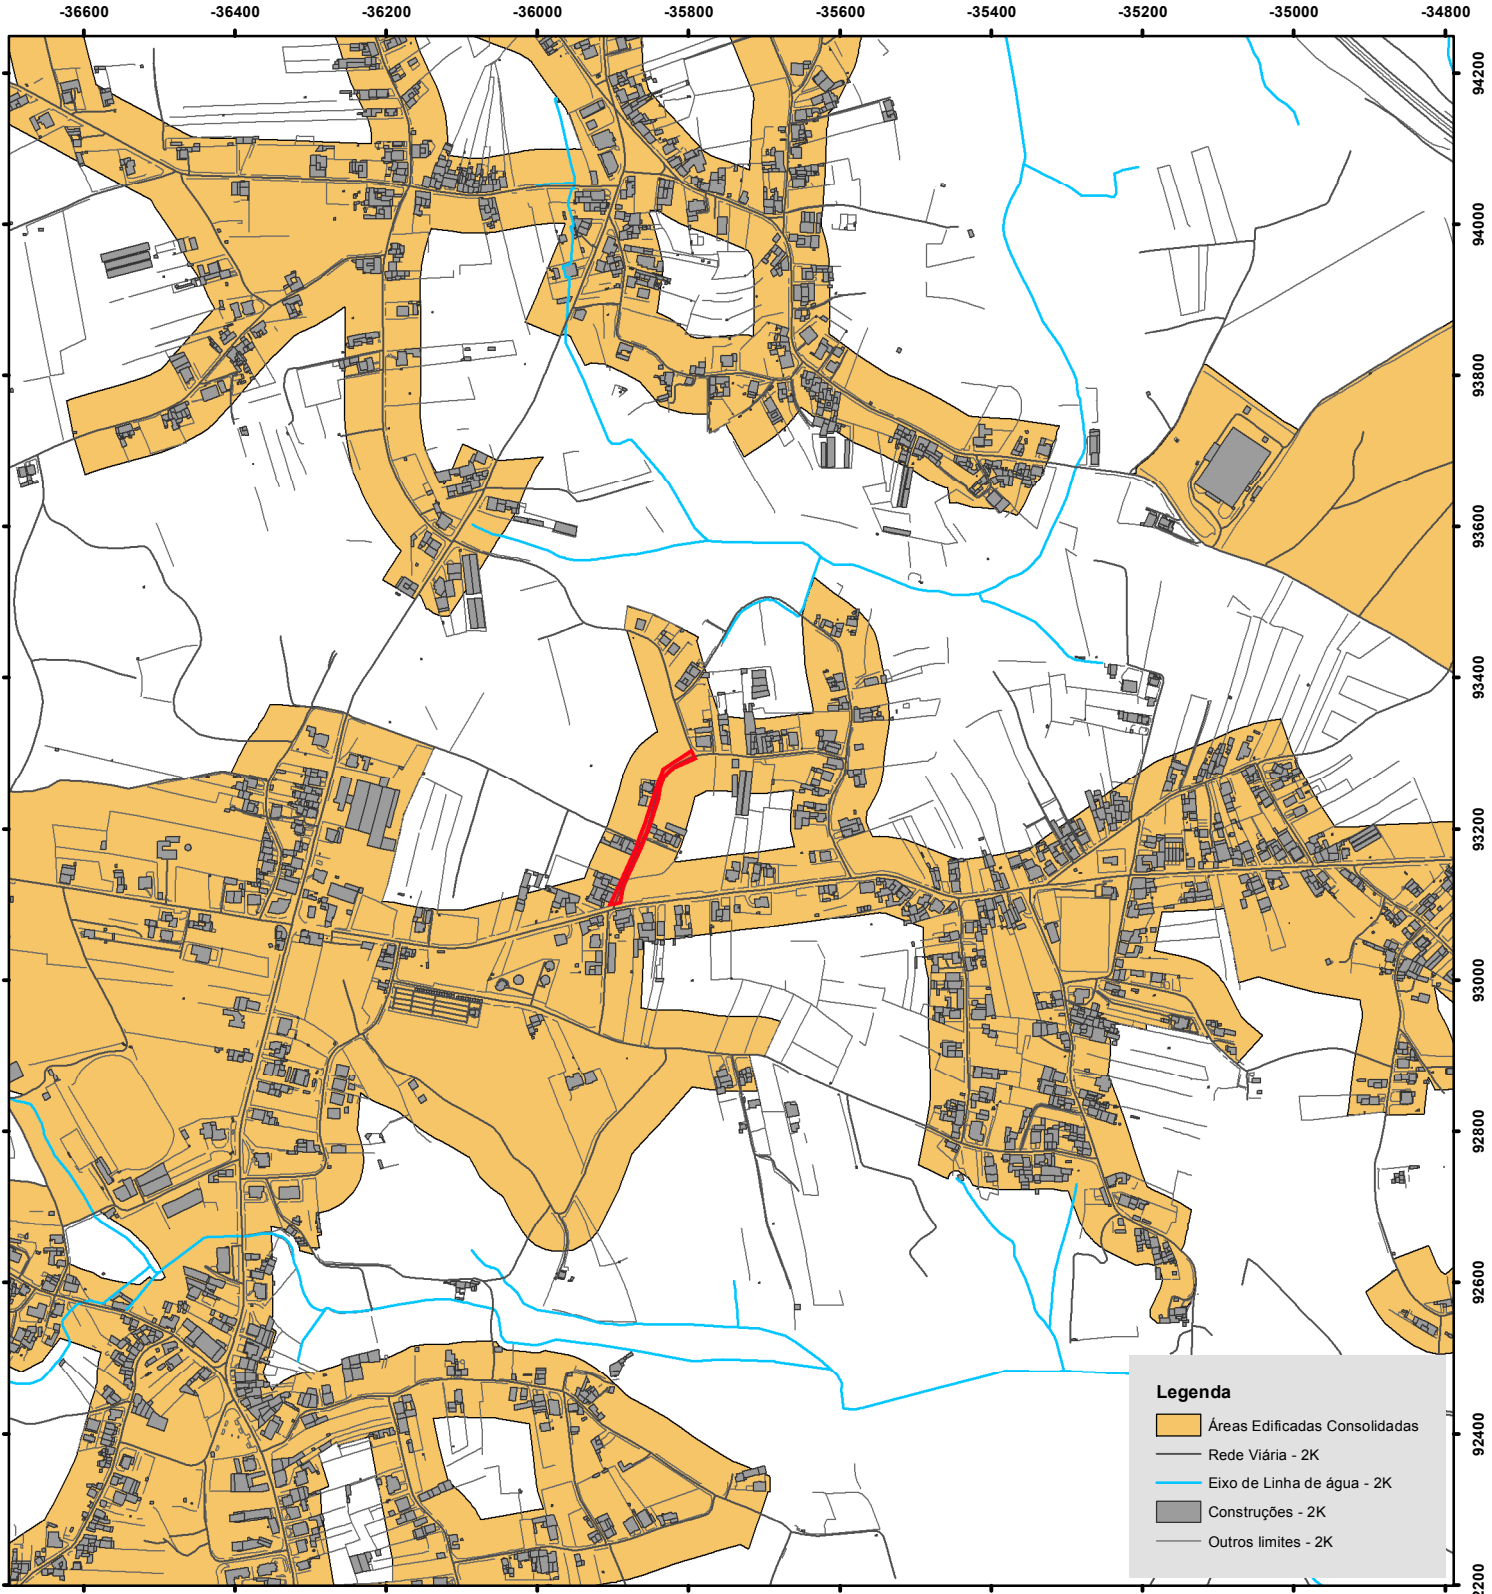 -36600 -36400 -36200 -36000 -35800 -35600 -35400 -35200 -35000 -34800
94200
94000
93800
93600
93400
93200
93000
92800
92600
92400
92200
Legenda
Áreas Edificadas Consolidadas
Rede Viária - 2K
Eixo de Linha de água - 2K
Construções - 2K
Outros limites - 2K